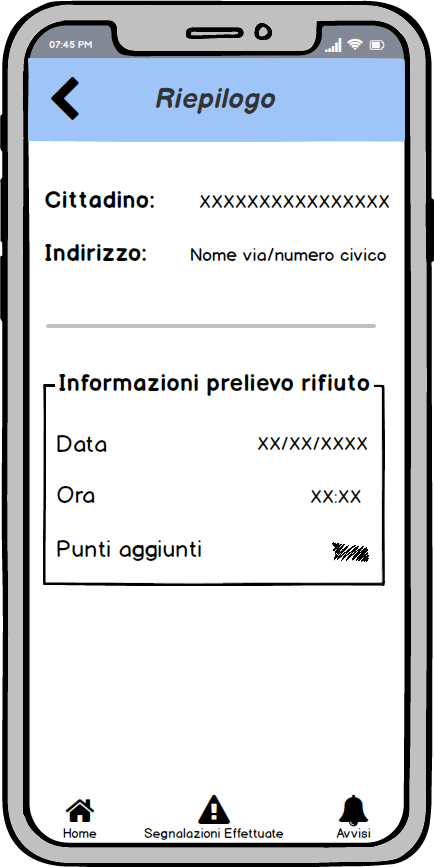 07:45 PM
Riepilogo
Cittadino: XXXXXXXXXXXXXXXX
Indirizzo: Nome via/numero civico
Informazioni prelievo rifiuto
Data XX/XX/XXXX
Ora XX:XX
Punti aggiunti
Home Segnalazioni Effettuate Avvisi